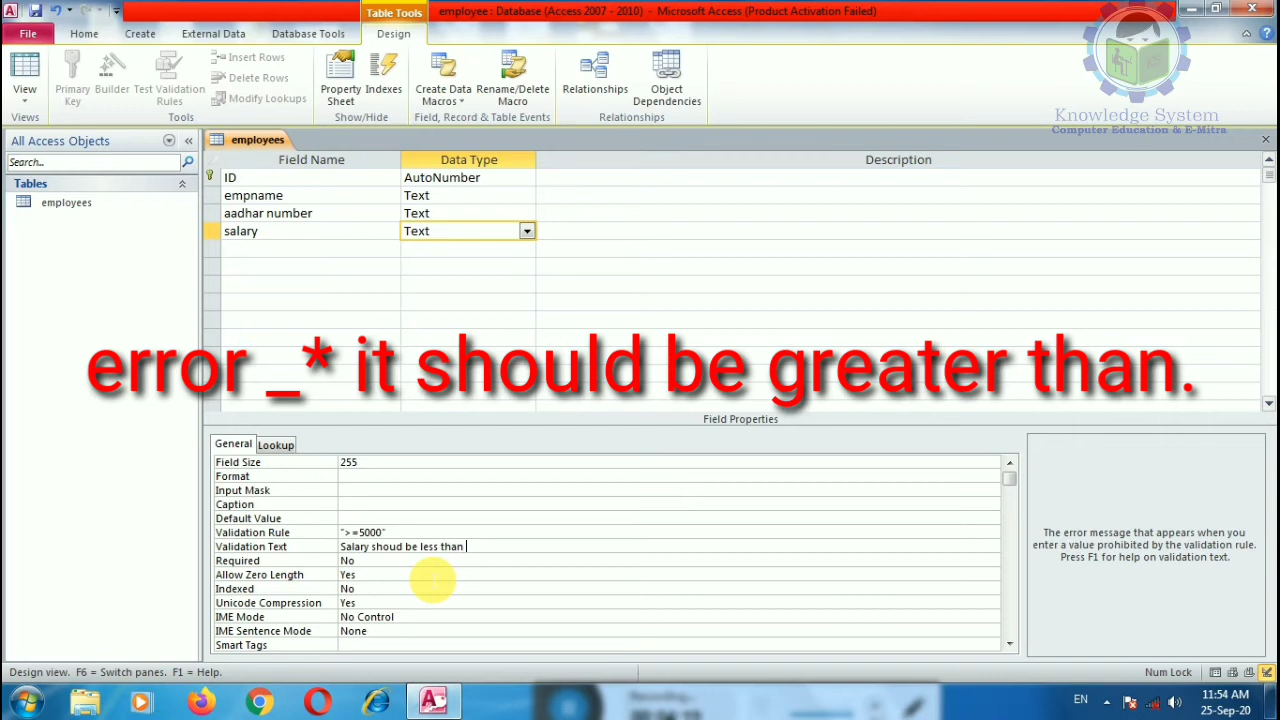 Table Tools
employee : Database (Access 2007 - 2010) - Microsoft Access (Product Activation Failed)
File Home Create External Data Database Tools Design
View
Primary Key
Builder
Test Validation Rules
Insert Rows
Delete Rows
Modify Lookups
Property Sheet
Indexes
Create Data Macros
Rename/Delete Macro
Relationships
Object Dependencies
Views Tools Show/Hide Field, Record & Table Events Relationships
Knowledge System
Computer Education & E-Mitra
All Access Objects
Search...
Tables
employees
employees
Field Name Data Type Description
ID AutoNumber
empname Text
aadhar number Text
salary Text
error _* it should be greater than.
Field Properties
General Lookup
Field Size 255
Format
Input Mask
Caption
Default Value
Validation Rule ">=5000"
Validation Text Salary shoud be less than
Required No
Allow Zero Length Yes
Indexed No
Unicode Compression Yes
IME Mode No Control
IME Sentence Mode None
Smart Tags
The error message that appears when you
enter a value prohibited by the validation rule.
Press F1 for help on validation text.
Design view. F6 = Switch panes. F1 = Help.
Num Lock
Recording...
EN
11:54 AM
25-Sep-20